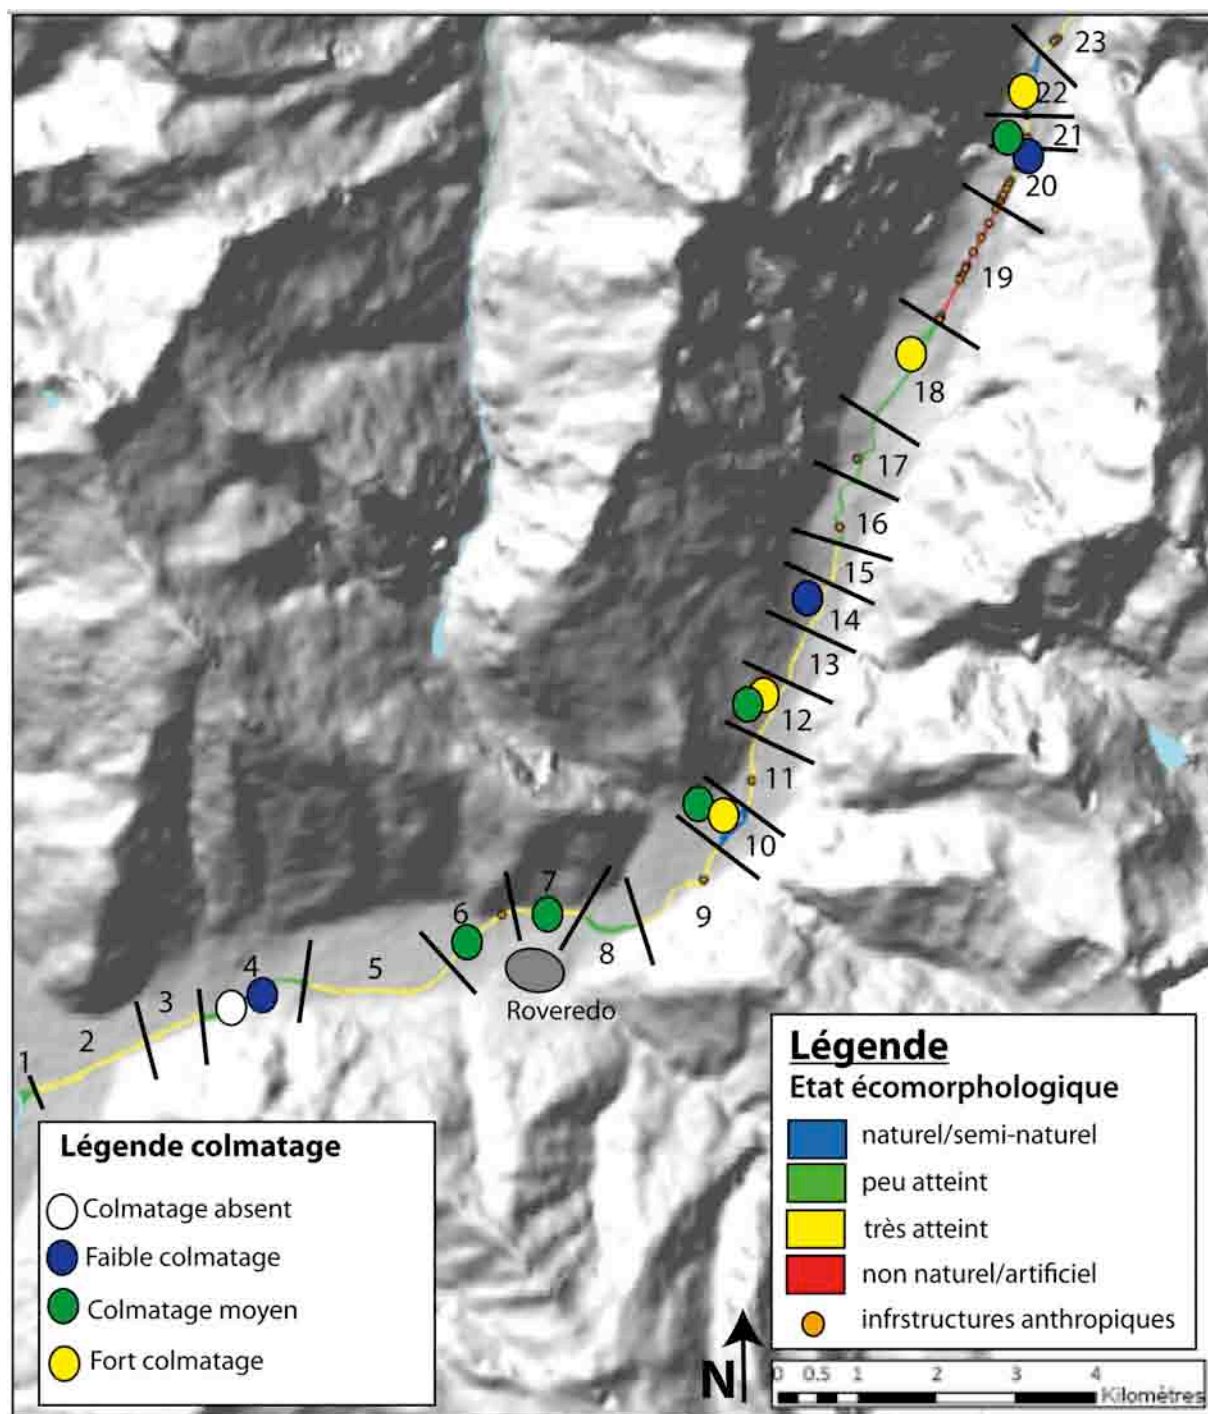 23
22
21
20
19
18
17
16
15
14
13
12
11
10
9
8
7
6
5
4
3
2
1
Roveredo
Légende colmatage
Colmatage absent
Faible colmatage
Colmatage moyen
Fort colmatage
N
Légende
Etat écomorphologique
naturel/semi-naturel
peu atteint
très atteint
non naturel/artificiel
infrstructures anthropiques
0 0.5 1 2 3 4
Kilomètres